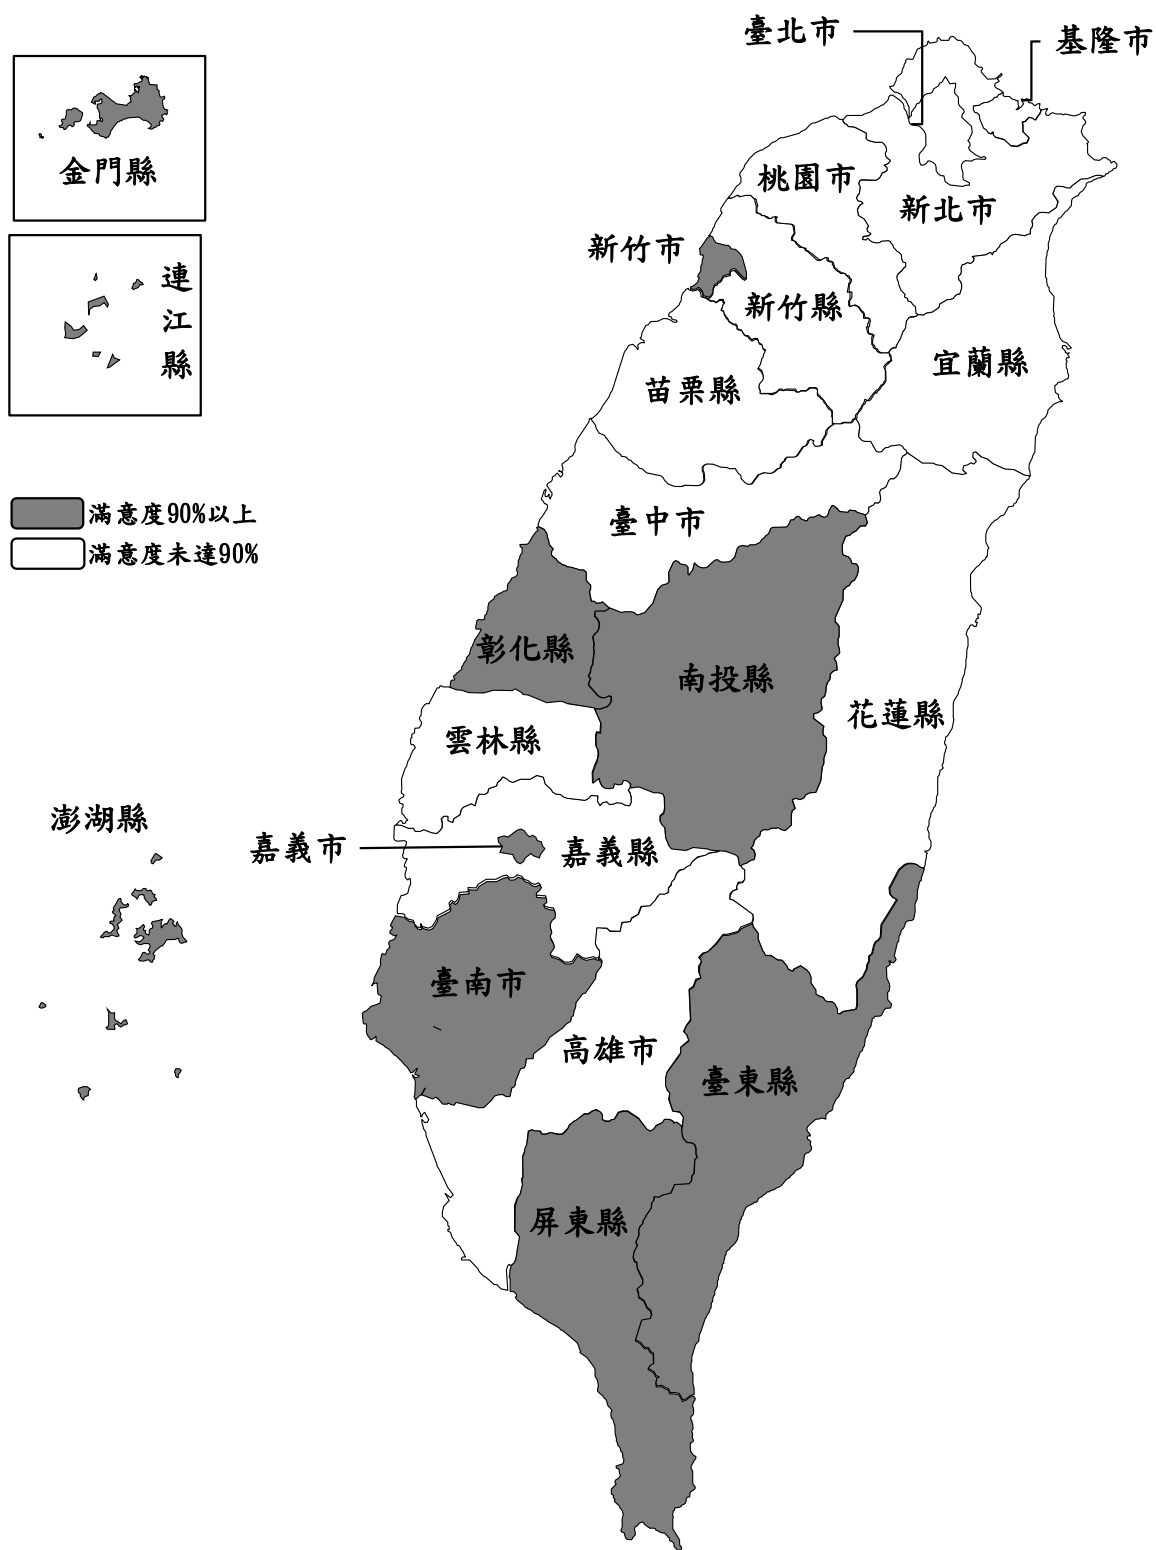 臺北市
基隆市
金門縣
桃園市
新北市
新竹市
連江縣
新竹縣
宜蘭縣
苗栗縣
滿意度90%以上
臺中市
滿意度未達90%
彰化縣
南投縣
花蓮縣
雲林縣
澎湖縣
嘉義市
嘉義縣
臺南市
高雄市
臺東縣
屏東縣